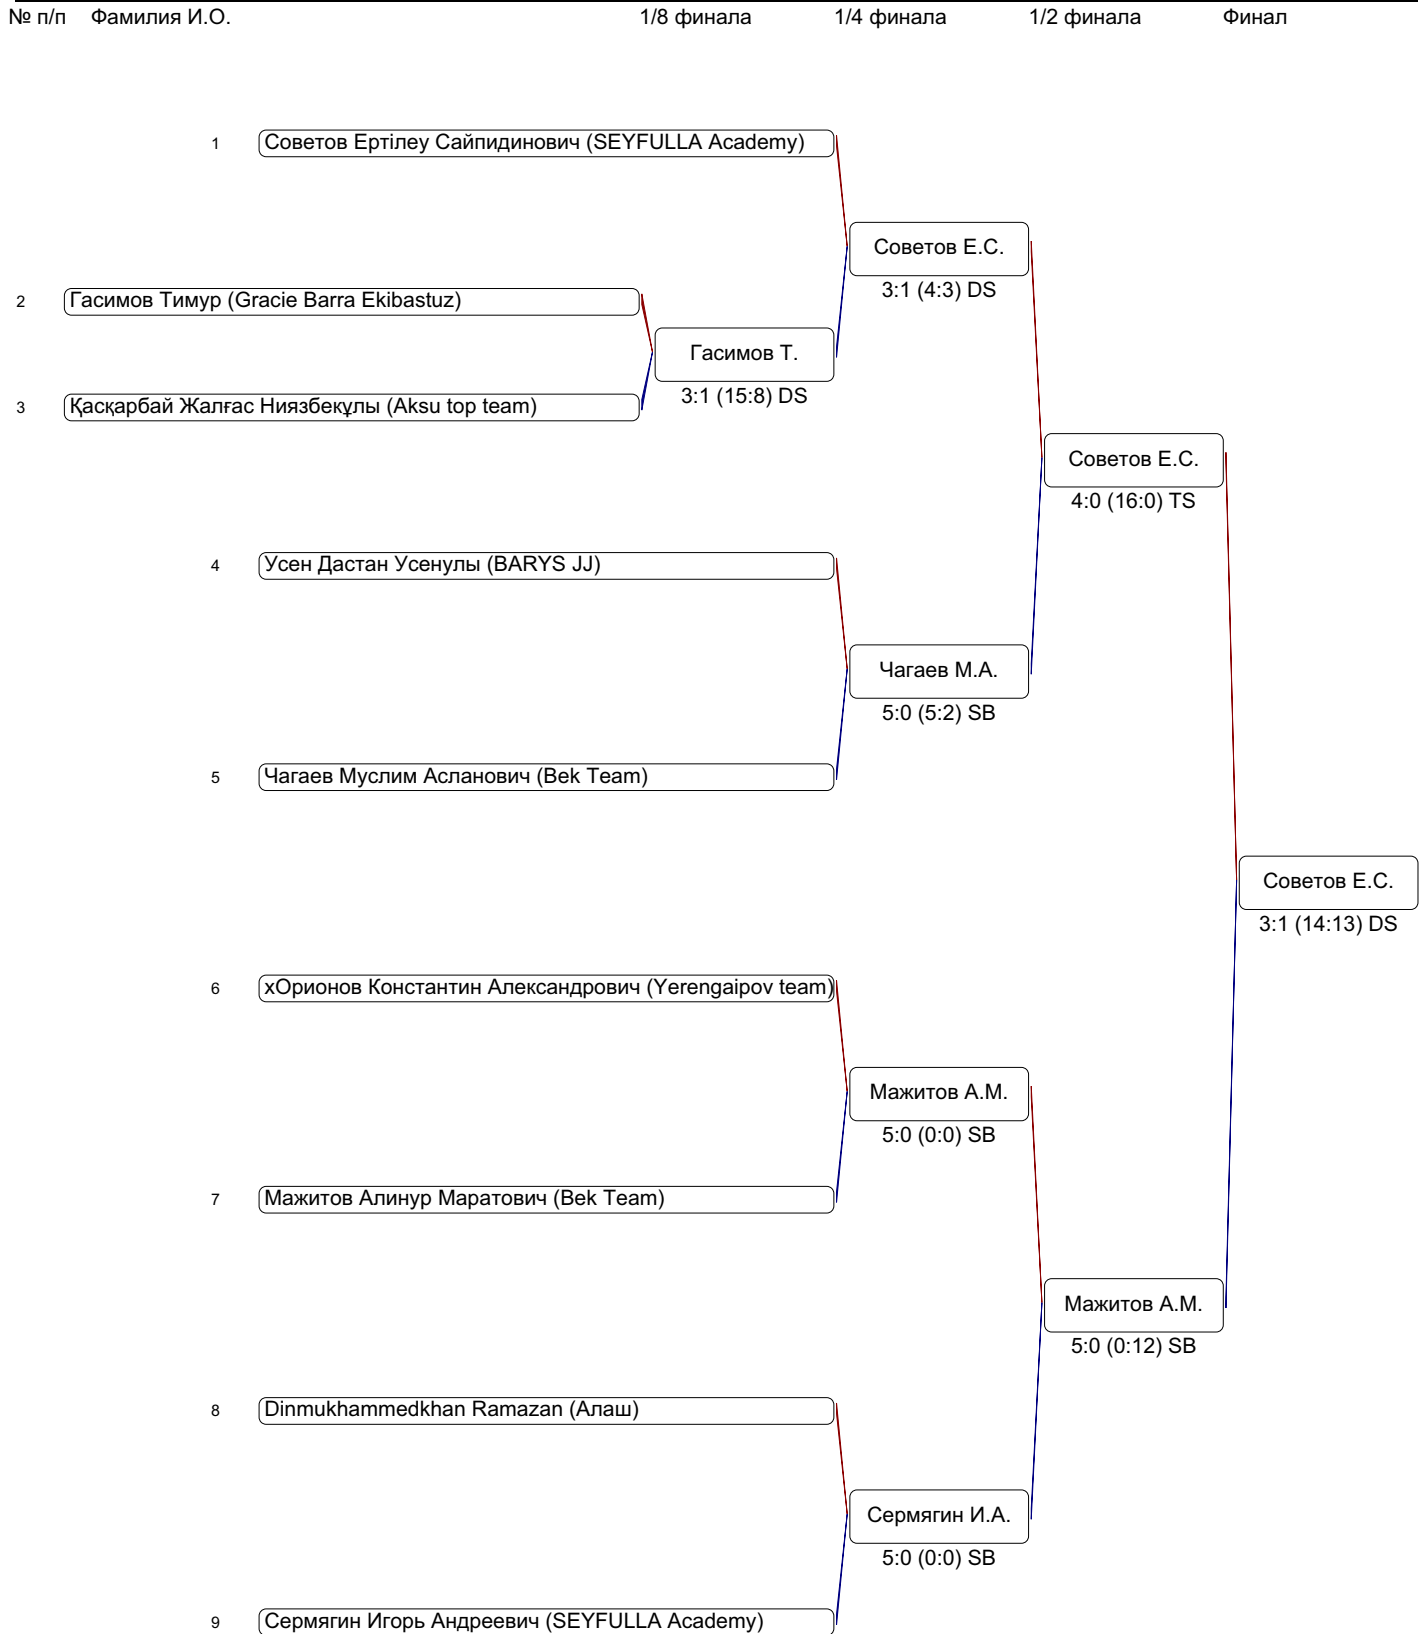 № п/п Фамилия И.О. 1/8 финала 1/4 финала 1/2 финала Финал
1 Советов Ертілеу Сайпидинович (SEYFULLA Academy)
Советов Е.С.
3:1 (4:3) DS
2 Гасимов Тимур (Gracie Barra Ekibastuz)
Гасимов Т.
3:1 (15:8) DS
3 Қасқарбай Жалғас Ниязбекұлы (Aksu top team)
Советов Е.С.
4:0 (16:0) TS
4 Усен Дастан Усенулы (BARYS JJ)
Чагаев М.А.
5:0 (5:2) SB
5 Чагаев Муслим Асланович (Bek Team)
Советов Е.С.
3:1 (14:13) DS
6 хОрионов Константин Александрович (Yerengaipov team)
Мажитов А.М.
5:0 (0:0) SB
7 Мажитов Алинур Маратович (Bek Team)
Мажитов А.М.
5:0 (0:12) SB
8 Dinmukhammedkhan Ramazan (Алаш)
Сермягин И.А.
5:0 (0:0) SB
9 Сермягин Игорь Андреевич (SEYFULLA Academy)